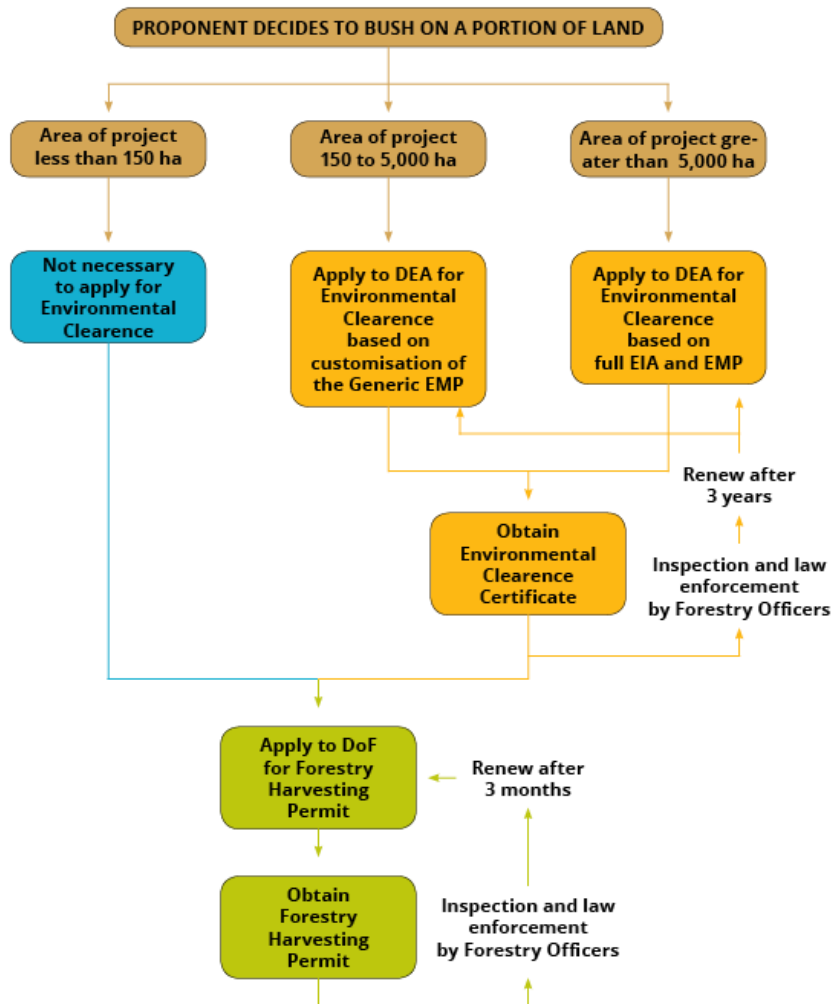 PROPONENT DECIDES TO BUSH ON A PORTION OF LAND
Area of project
less than 150 ha
Area of project
150 to 5,000 ha
Area of project gre-
ater than 5,000 ha
Not necessary
to apply for
Environmental
Clearence
Apply to DEA for
Environmental
Clearence
based on
customisation of
the Generic EMP
Apply to DEA for
Environmental
Clearence
based on
full EIA and EMP
Renew after
3 years
Obtain
Environmental
Clearence
Certificate
Inspection and law
enforcement
by Forestry Officers
Apply to DoF
for Forestry
Harvesting
Permit
Renew after
3 months
Obtain
Forestry
Harvesting
Permit
Inspection and law
enforcement
by Forestry Officers